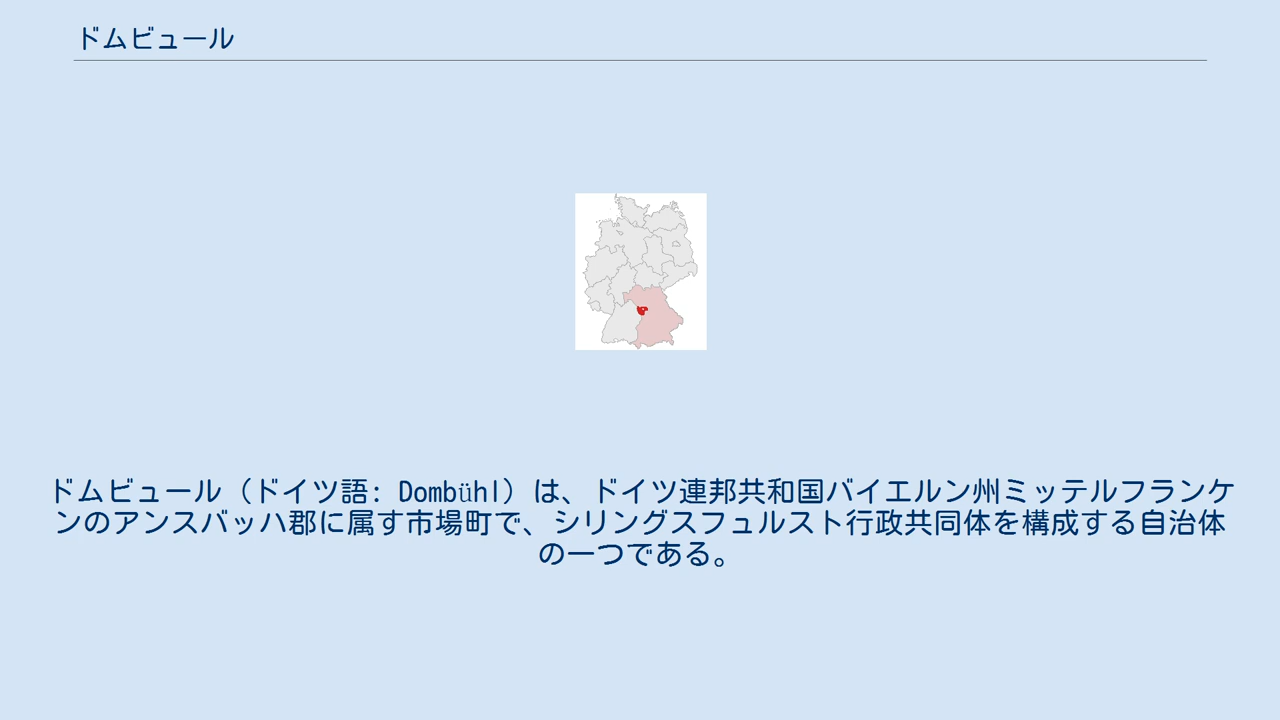 ドムビュール
ドムビュール（ドイツ語: Dombühl）は、ドイツ連邦共和国バイエルン州ミッテルフランケ
ンのアンスバッハ郡に属す市場町で、シリングスフュルスト行政共同体を構成する自治体
の一つである。